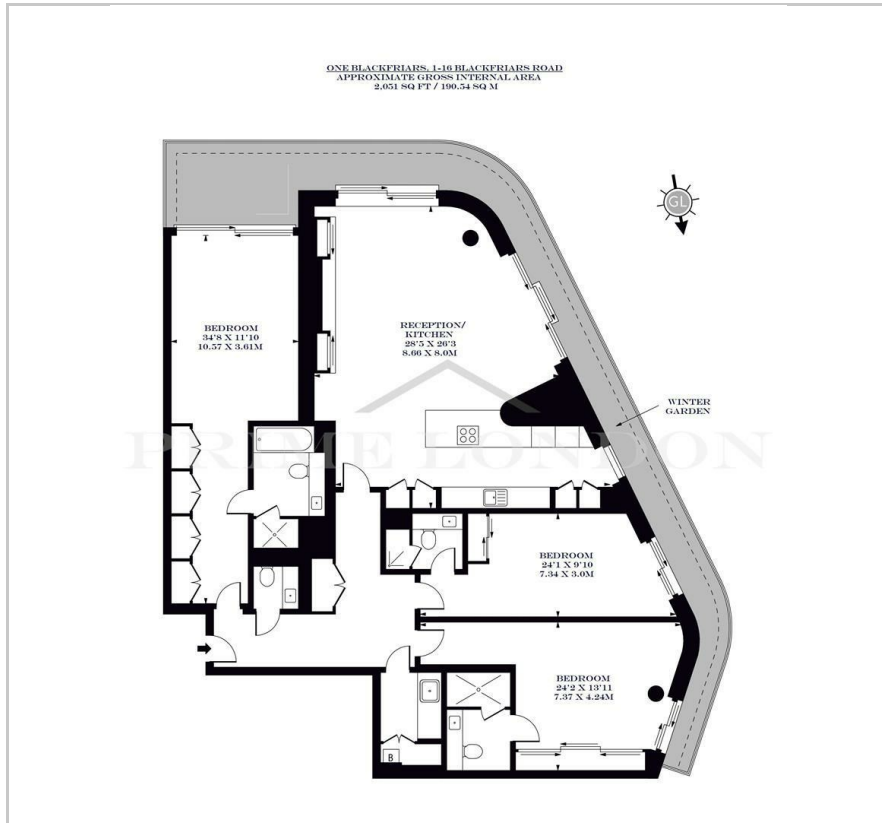 ONE BLACKFRIARS, 1-16 BLACKFRIARS ROAD
APPROXIMATE GROSS INTERNAL AREA
2,051 SQ FT / 190.54 SQ M
GL
BEDROOM
34'8 X 11'10
10.57 X 3.61M
RECEPTION/
KITCHEN
28'5 X 26'3
8.66 X 8.0M
WINTER
GARDEN
PRIME LONDON
BEDROOM
24'1 X 9'10
7.34 X 3.0M
BEDROOM
24'2 X 13'11
7.37 X 4.24M
B